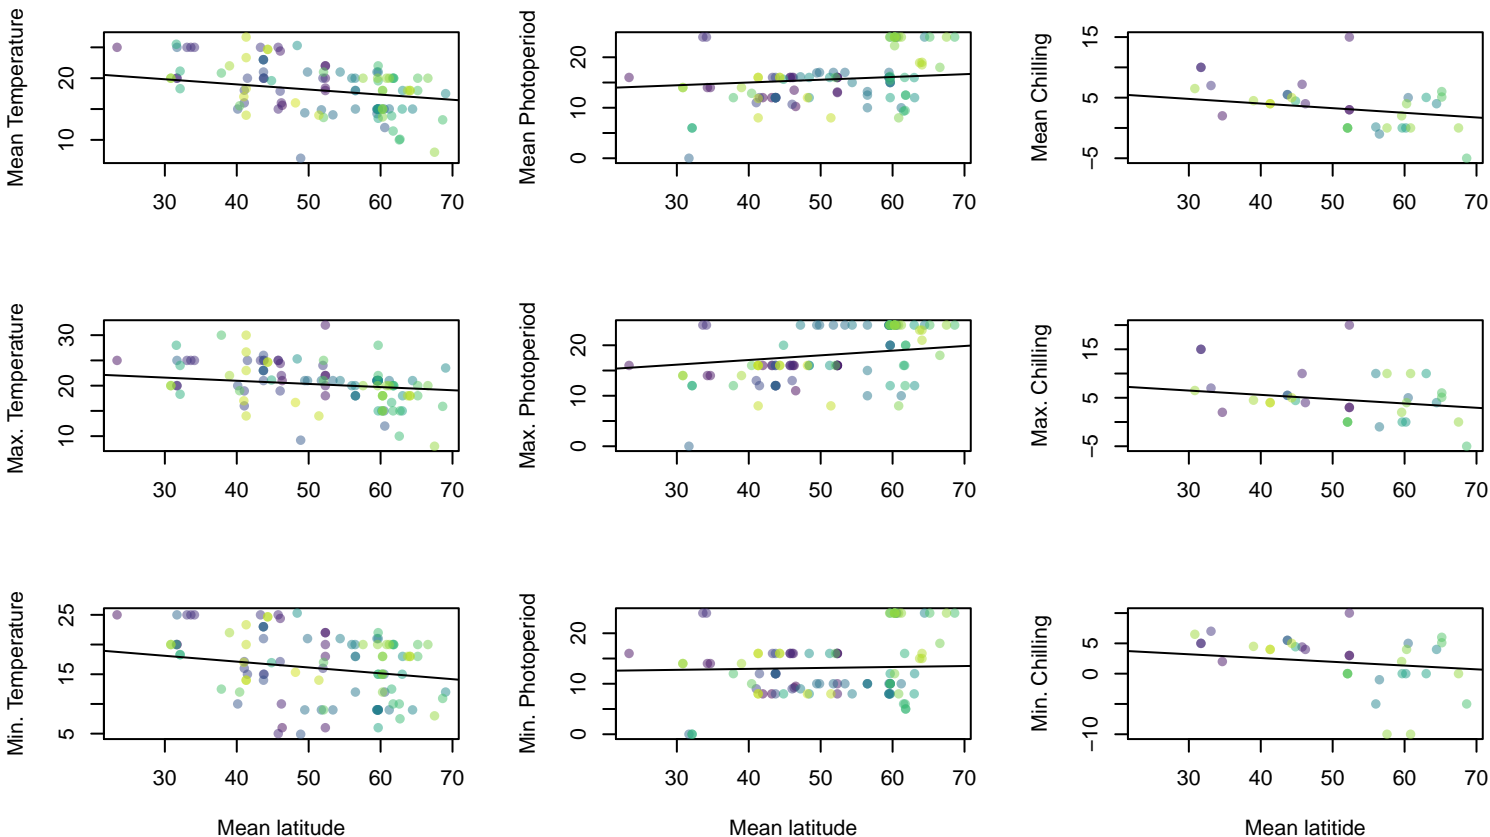 Mean Temperature
10 20
30 40 50 60 70
Mean Photoperiod
0 10 20
30 40 50 60 70
Mean Chilling
−5 5 15
30 40 50 60 70
Max. Temperature
10 20 30
30 40 50 60 70
Max. Photoperiod
0 10 20
30 40 50 60 70
Max. Chilling
−5 5 15
30 40 50 60 70
Min. Temperature
5 15 25
30 40 50 60 70
Mean latitude
Min. Photoperiod
0 10 20
30 40 50 60 70
Mean latitude
Min. Chilling
−10 0 5
30 40 50 60 70
Mean latitide